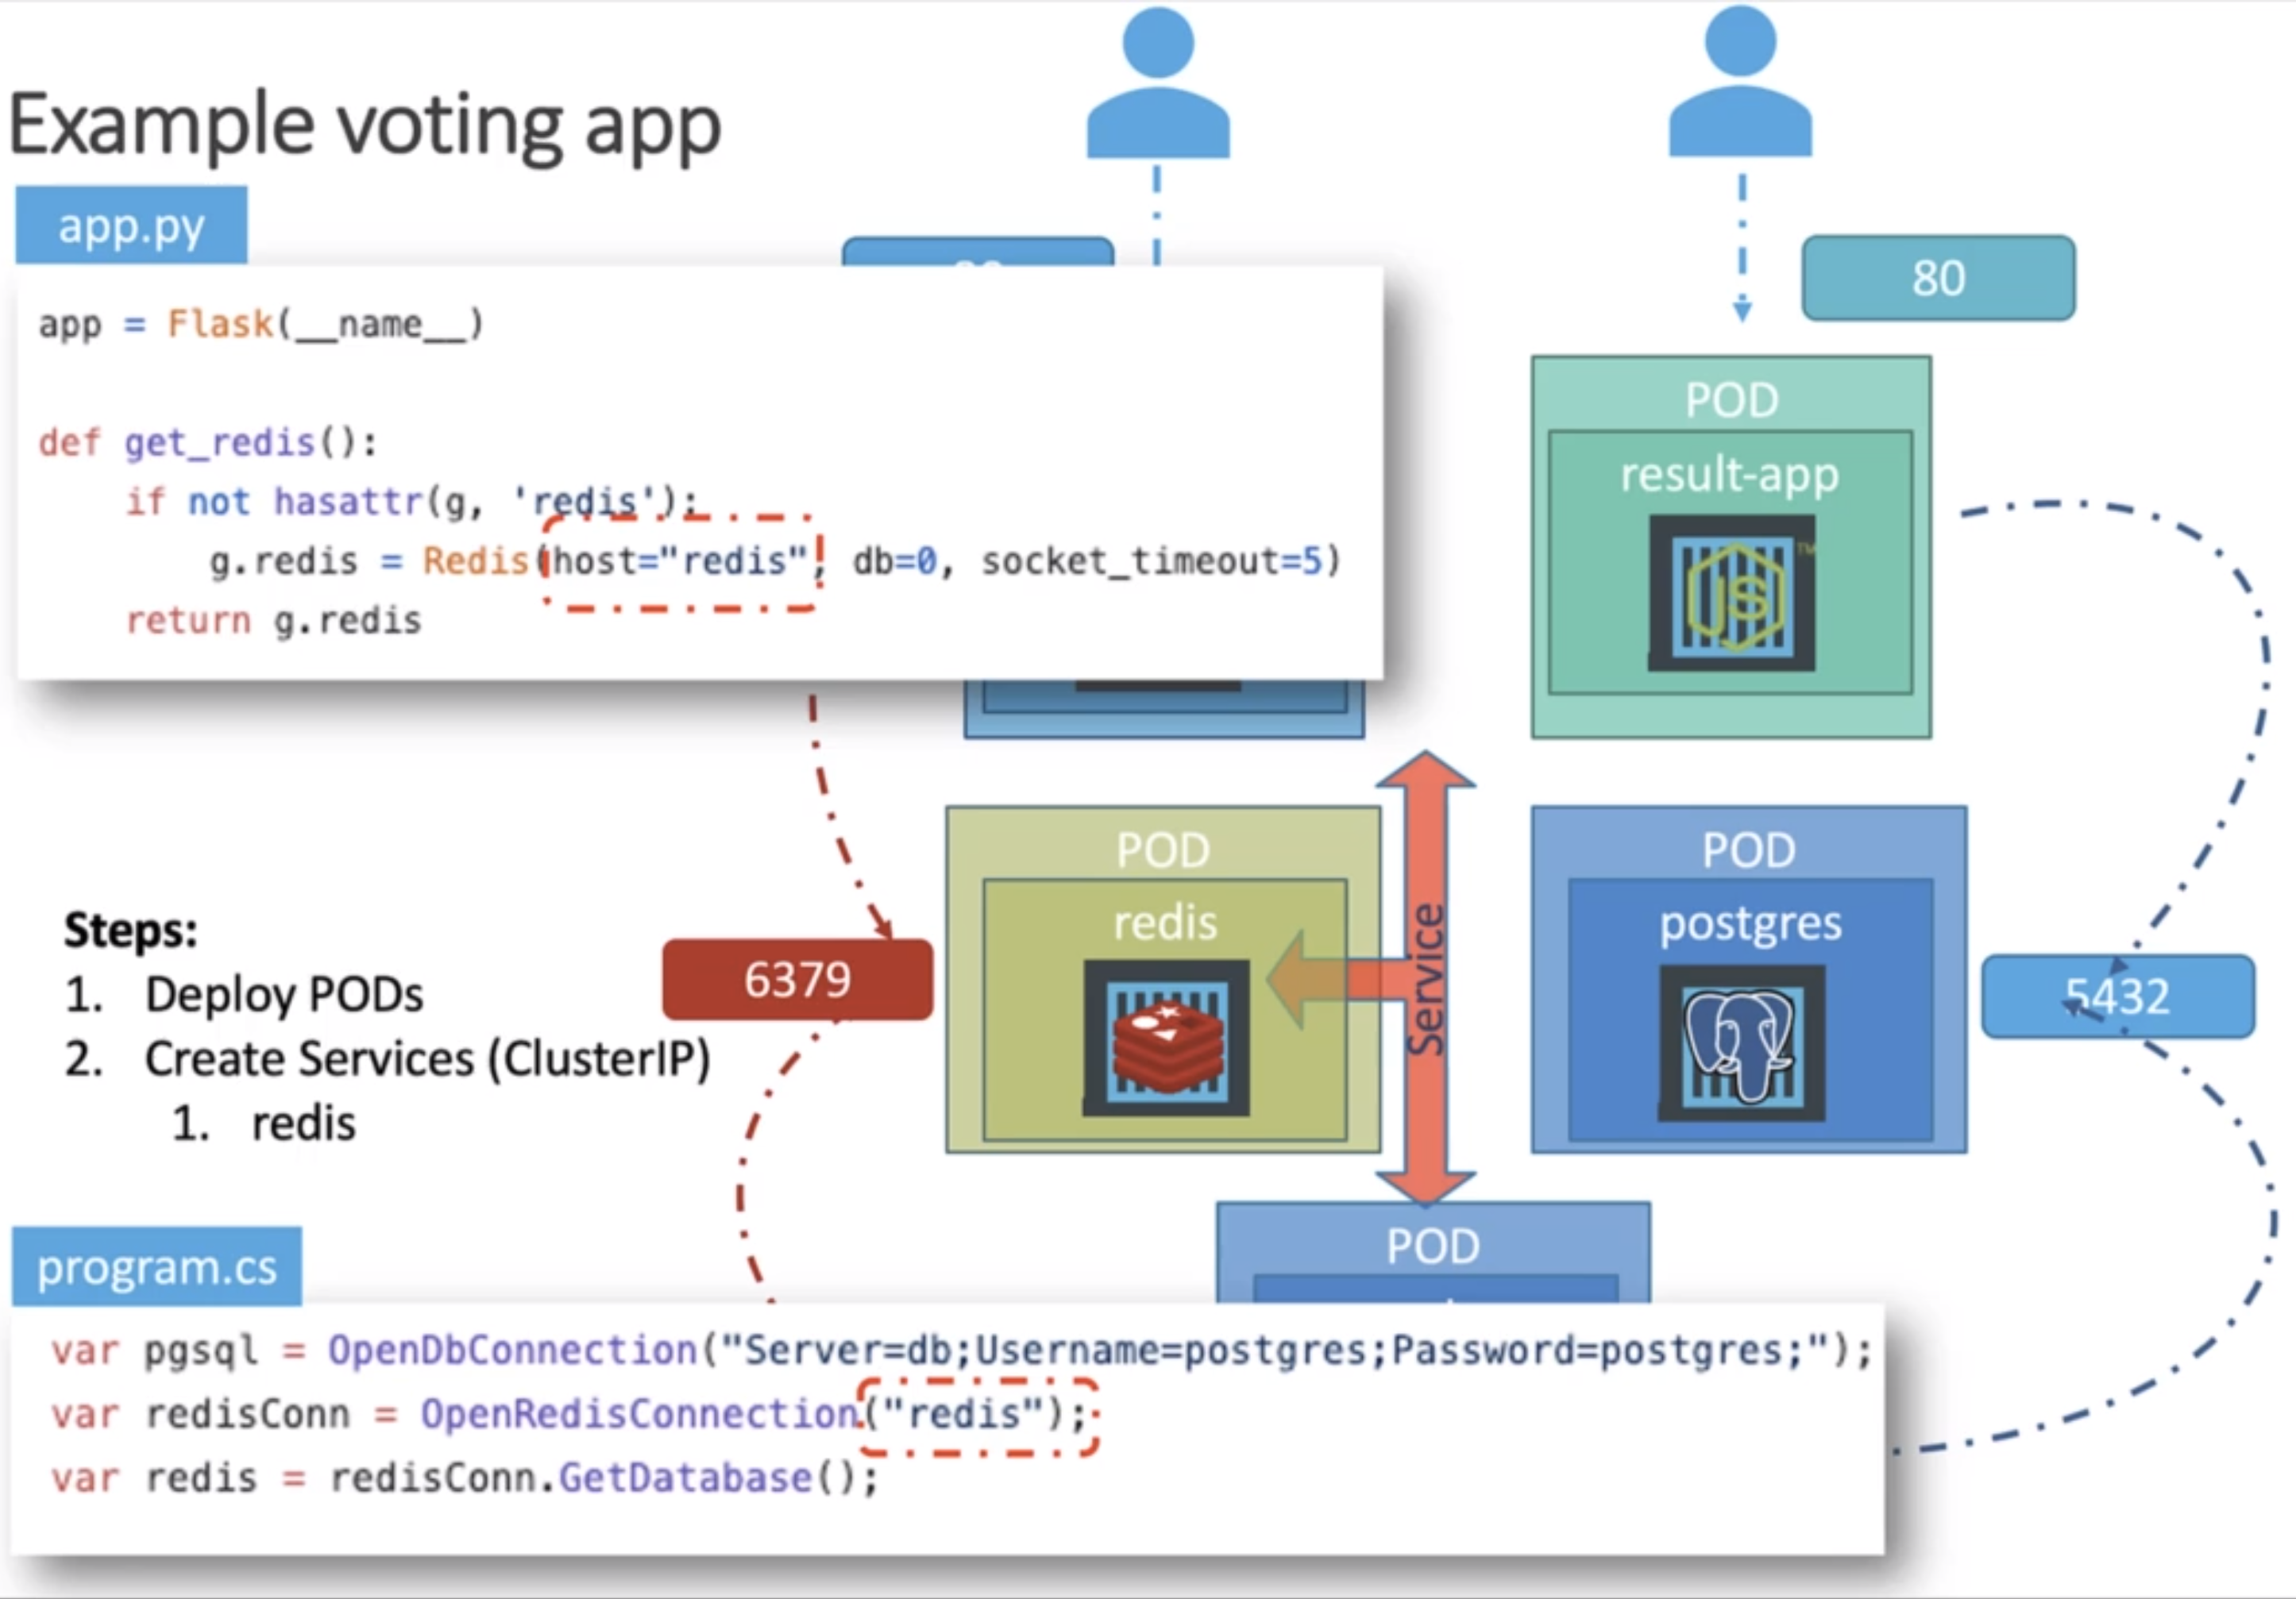 Example voting app
app.py
app = Flask(__name__)
def get_redis():
if not hasattr(g, 'redis'):
g.redis = Redis(host="redis", db=0, socket_timeout=5)
return g.redis
80
POD
result-app
JS
TM
POD
redis
Service
POD
postgres
6379
5432
Steps:
1. Deploy PODs
2. Create Services (ClusterIP)
1. redis
POD
program.cs
var pgsql = OpenDbConnection("Server=db;Username=postgres;Password=postgres;");
var redisConn = OpenRedisConnection("redis");
var redis = redisConn.GetDatabase();